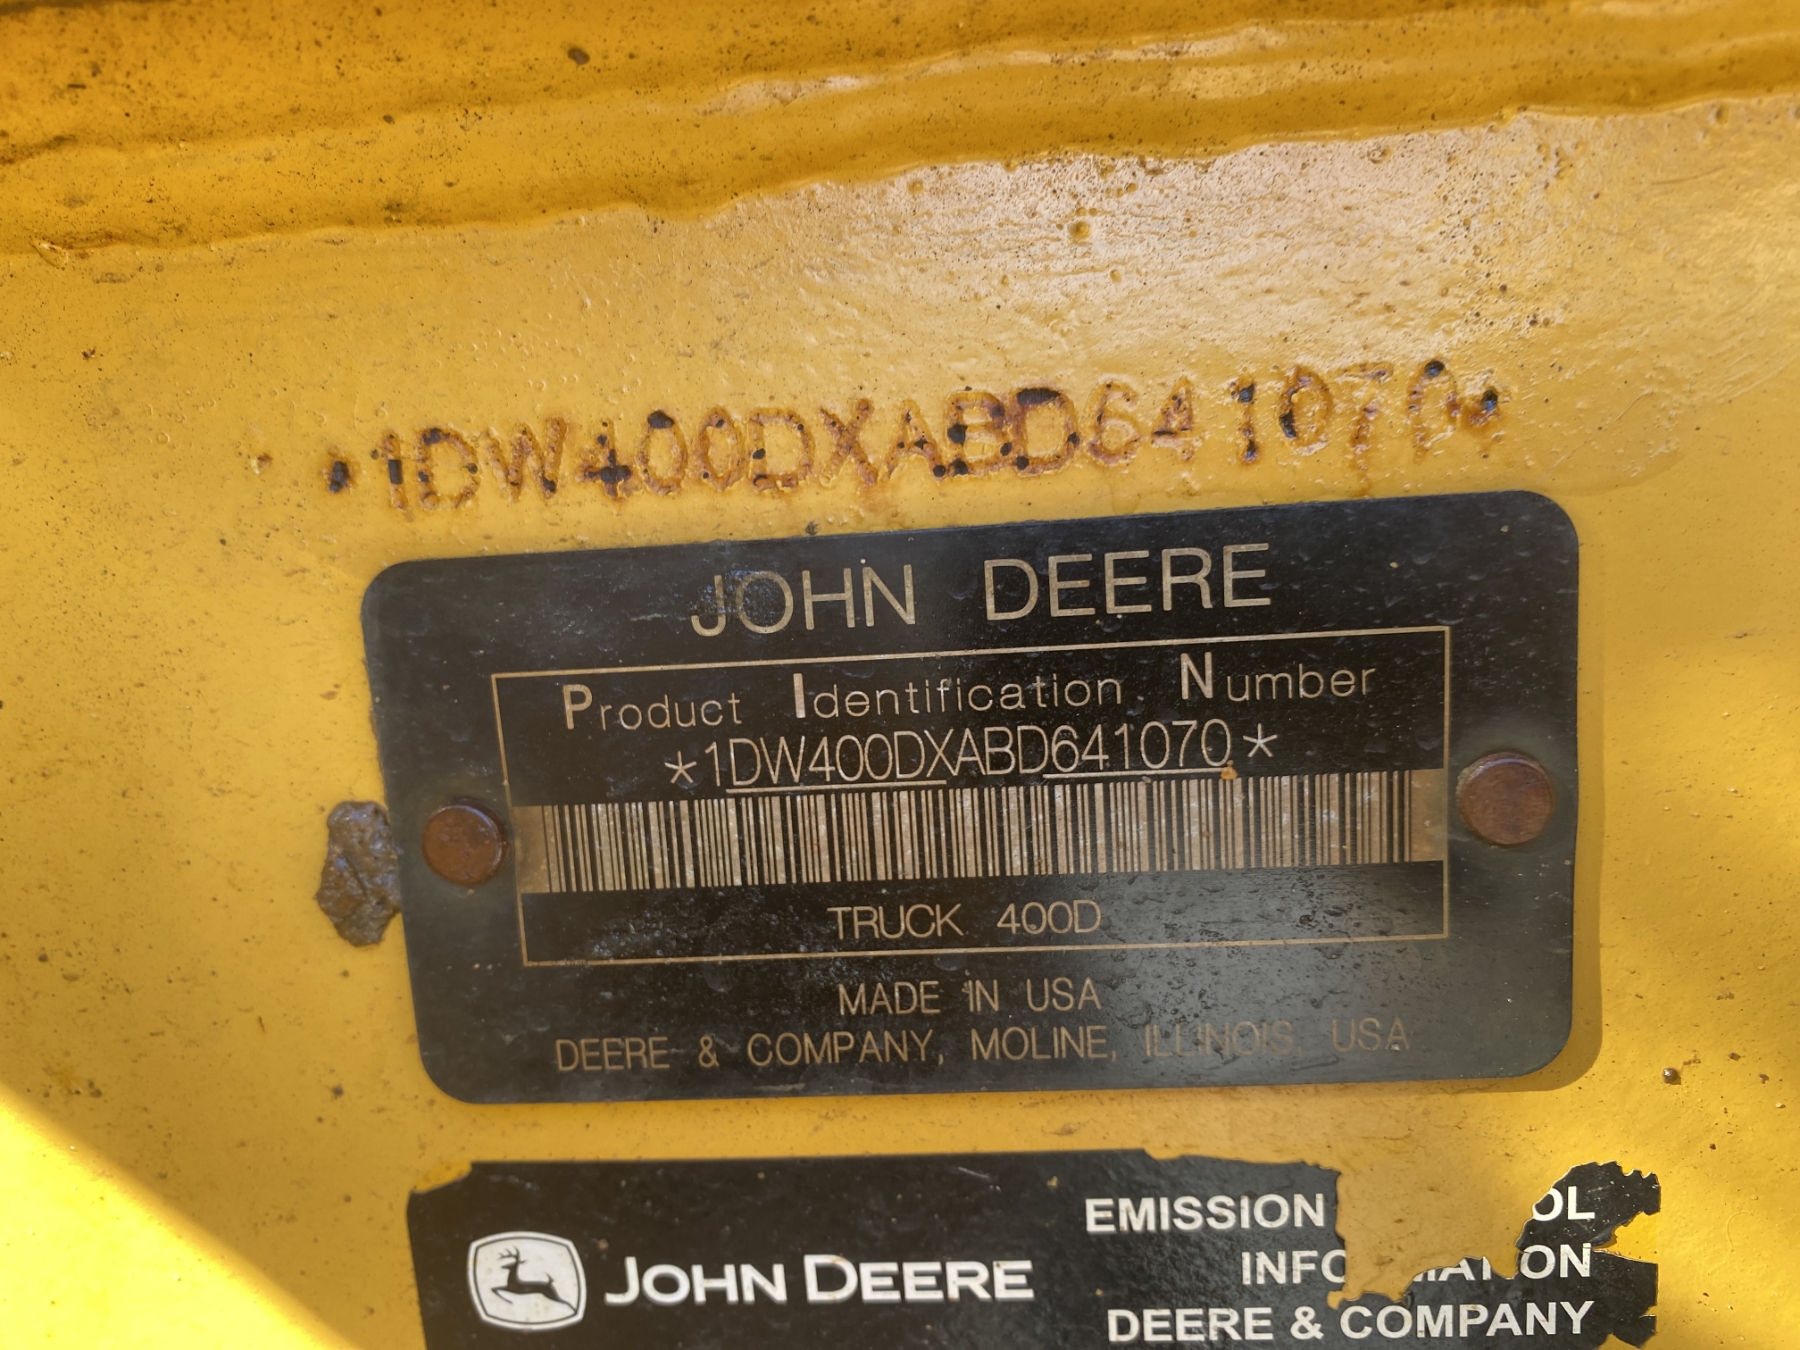 *1DW400DXABD641070*
JOHN DEERE
Product Identification Number
*1DW400DXABD641070*
TRUCK 400D
MADE IN USA
DEERE & COMPANY, MOLINE, ILLINOIS, USA
JOHN DEERE
EMISSION
DEERE & COMPANY